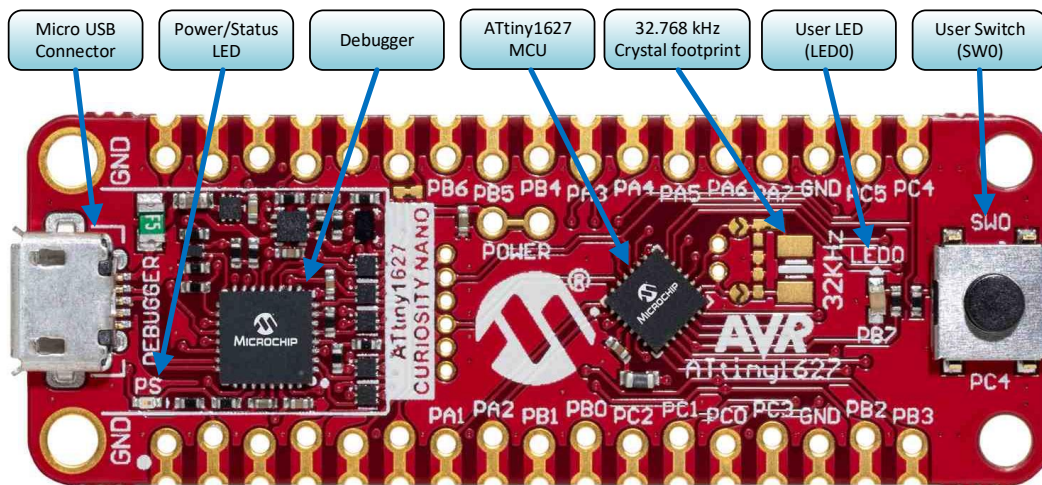 Micro USB
Connector
Power/Status
LED
Debugger
ATtiny1627
MCU
32.768 kHz
Crystal footprint
User LED
(LED0)
User Switch
(SW0)
GND
PB6
PB5
PB4
PA3
PA4
PA5
PA6
PA7
GND
PC5
PC4
F5
POWER
SW0
LED0
32KHZ
DEBUGGER
ATtiny1627
CURIOSITY NANO
®
MICROCHIP
MICROCHIP
AVR
ATtiny1627
PB7
PC4
PS
GND
PA1
PA2
PB1
PB0
PC2
PC1
PC0
PC3
GND
PB2
PB3